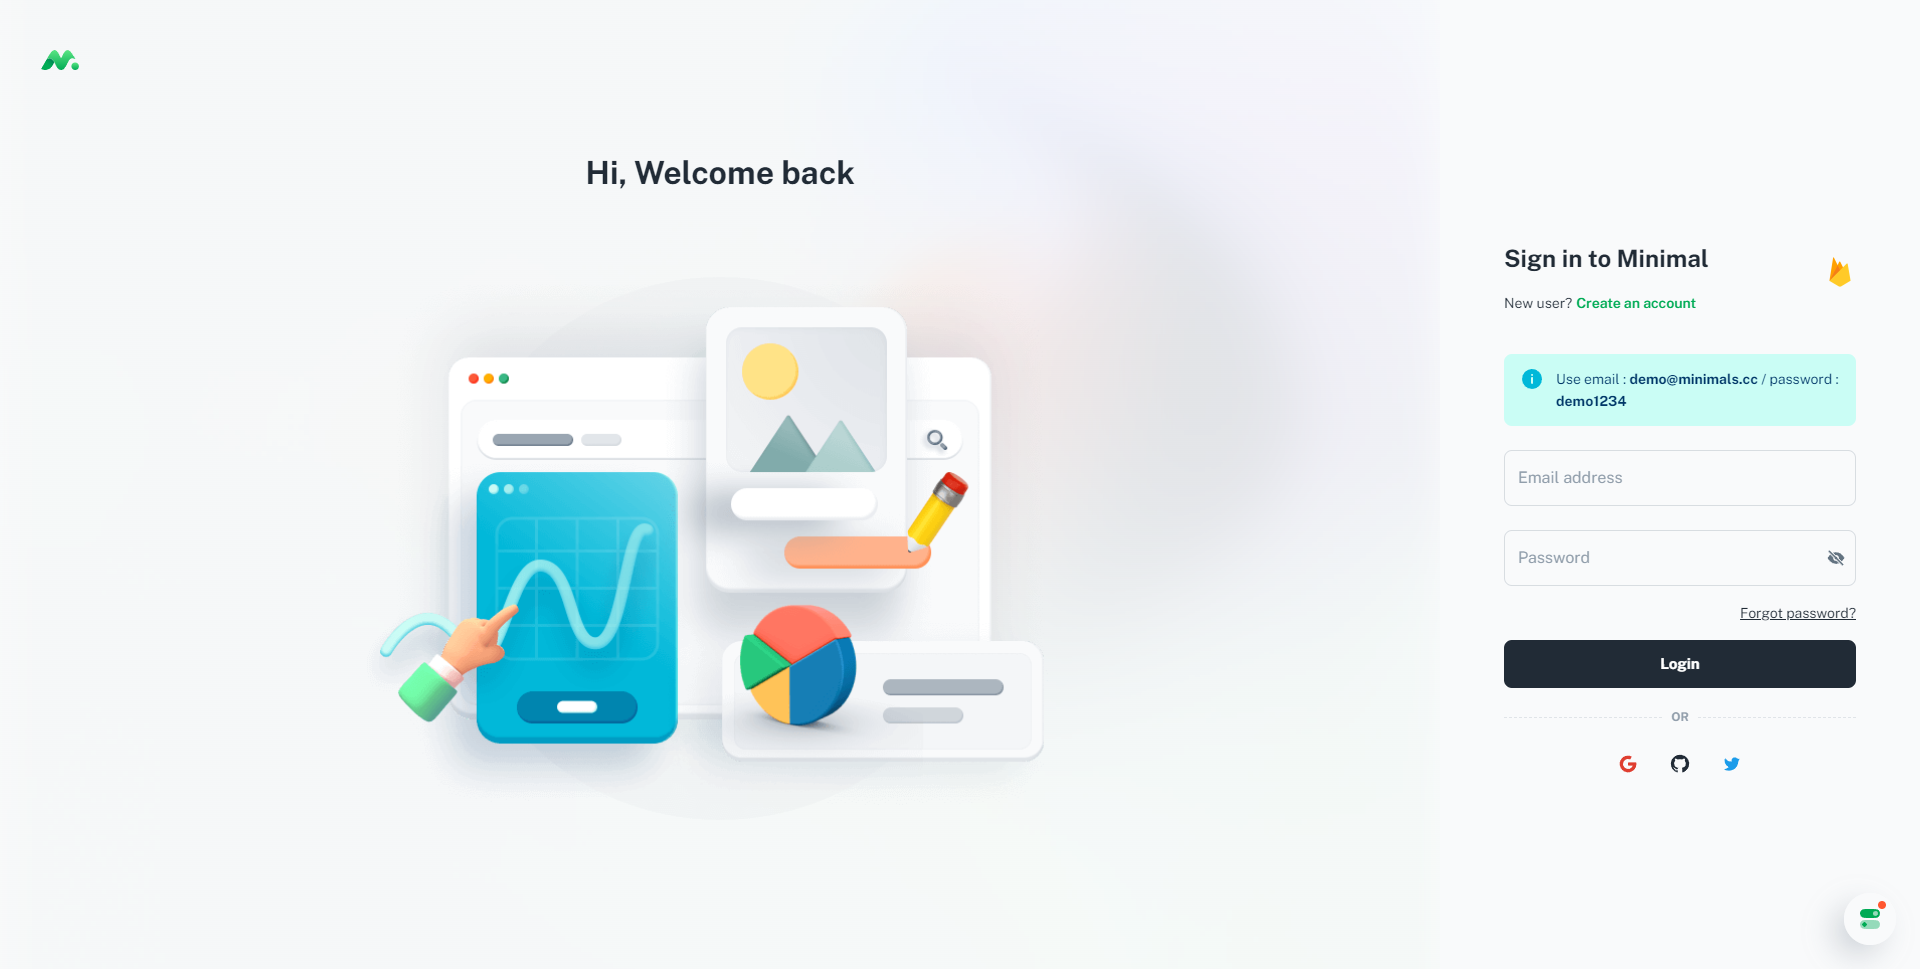 Hi, Welcome back
Sign in to Minimal
New user? Create an account
Use email : demo@minimals.cc / password :
demo1234
Email address
Password
Forgot password?
Login
OR